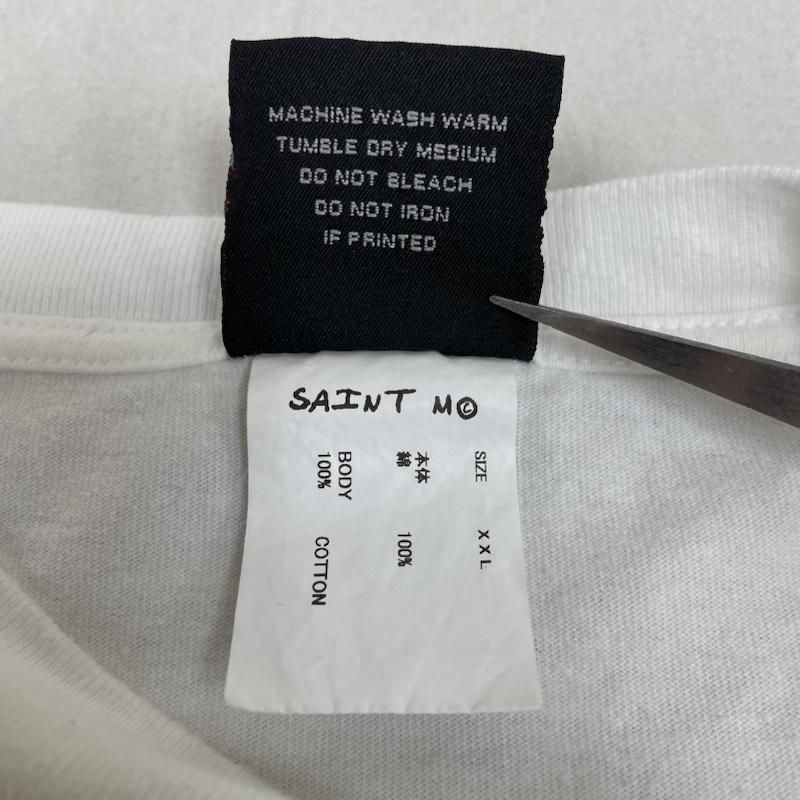 MACHINE WASH WARM
TUMBLE DRY MEDIUM
DO NOT BLEACH
DO NOT IRON
IF PRINTED
SAINT M©
SIZE XXL
本体
綿 100%
BODY
100% COTTON